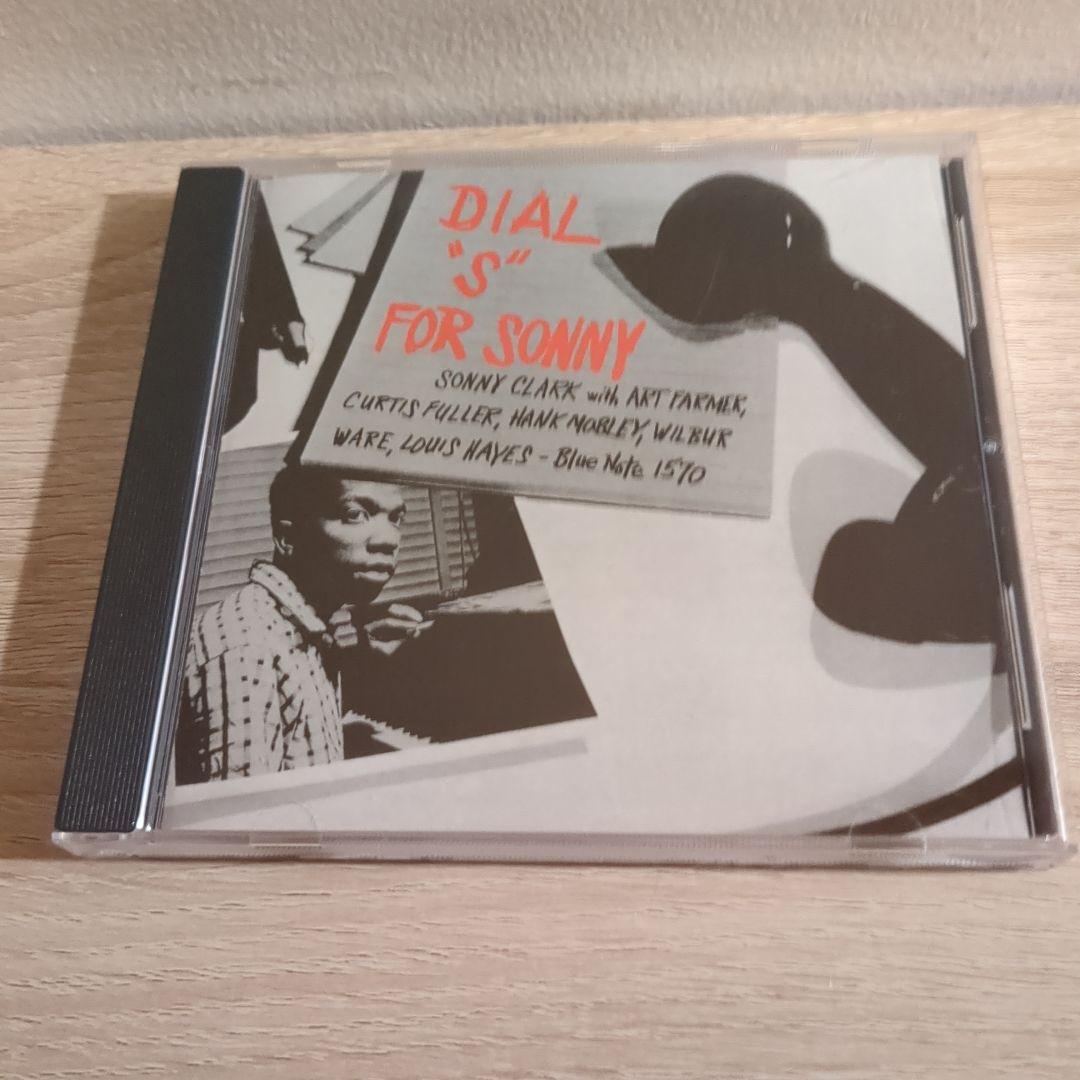 DIAL
"S"
FOR SONNY
SONNY CLARK with ART FARMER,
CURTIS FULLER, HANK MOBLEY, WILBUR
WARE, LOUIS HAYES - Blue Note 1570